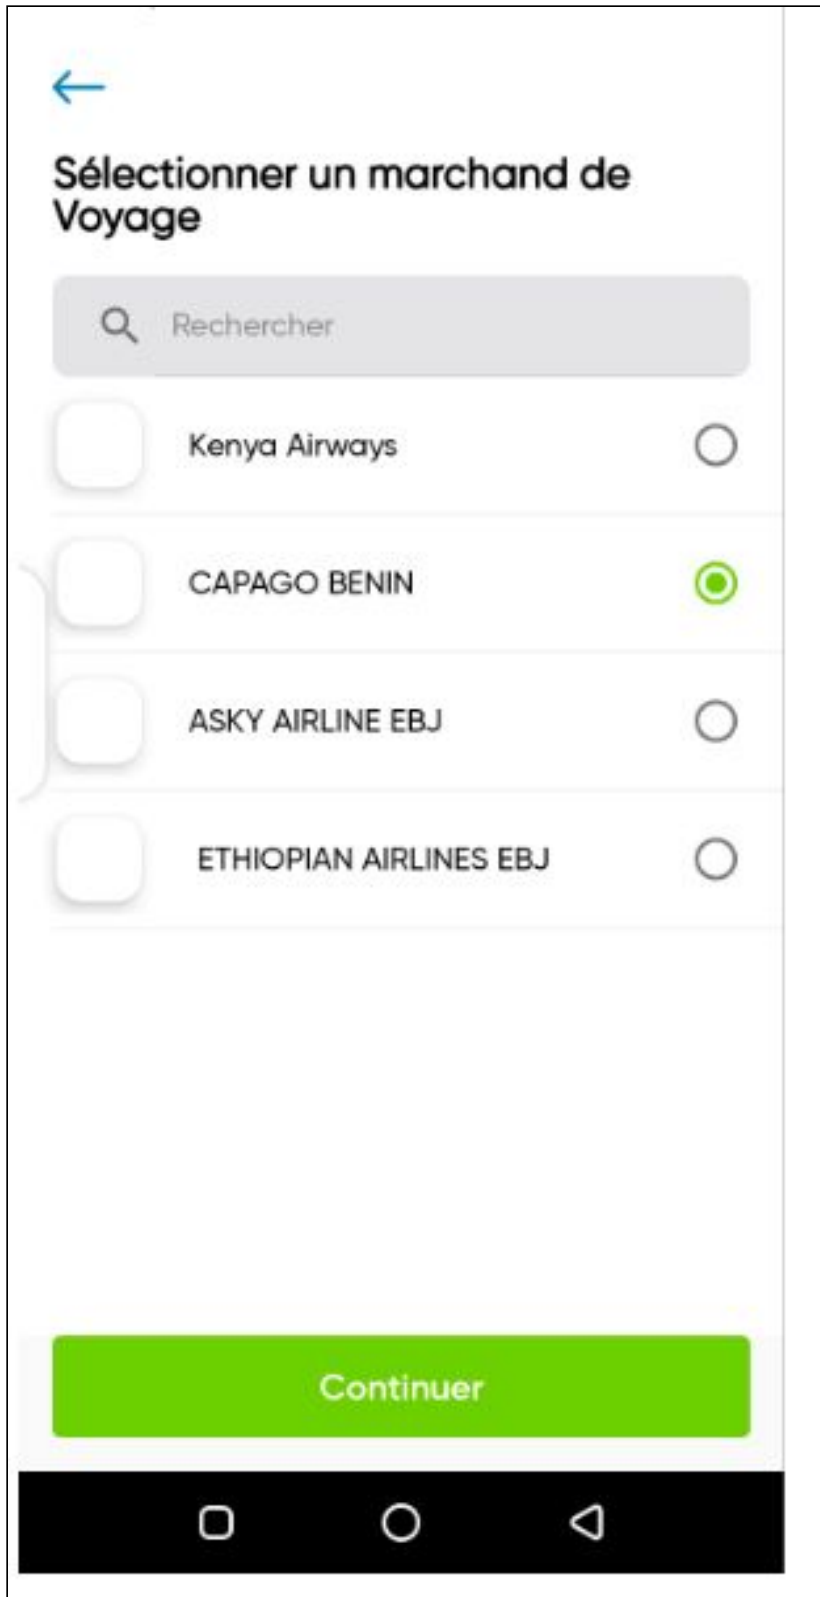 Sélectionner un marchand de
Voyage
Rechercher
Kenya Airways
CAPAGO BENIN
ASKY AIRLINE EBJ
ETHIOPIAN AIRLINES EBJ
Continuer